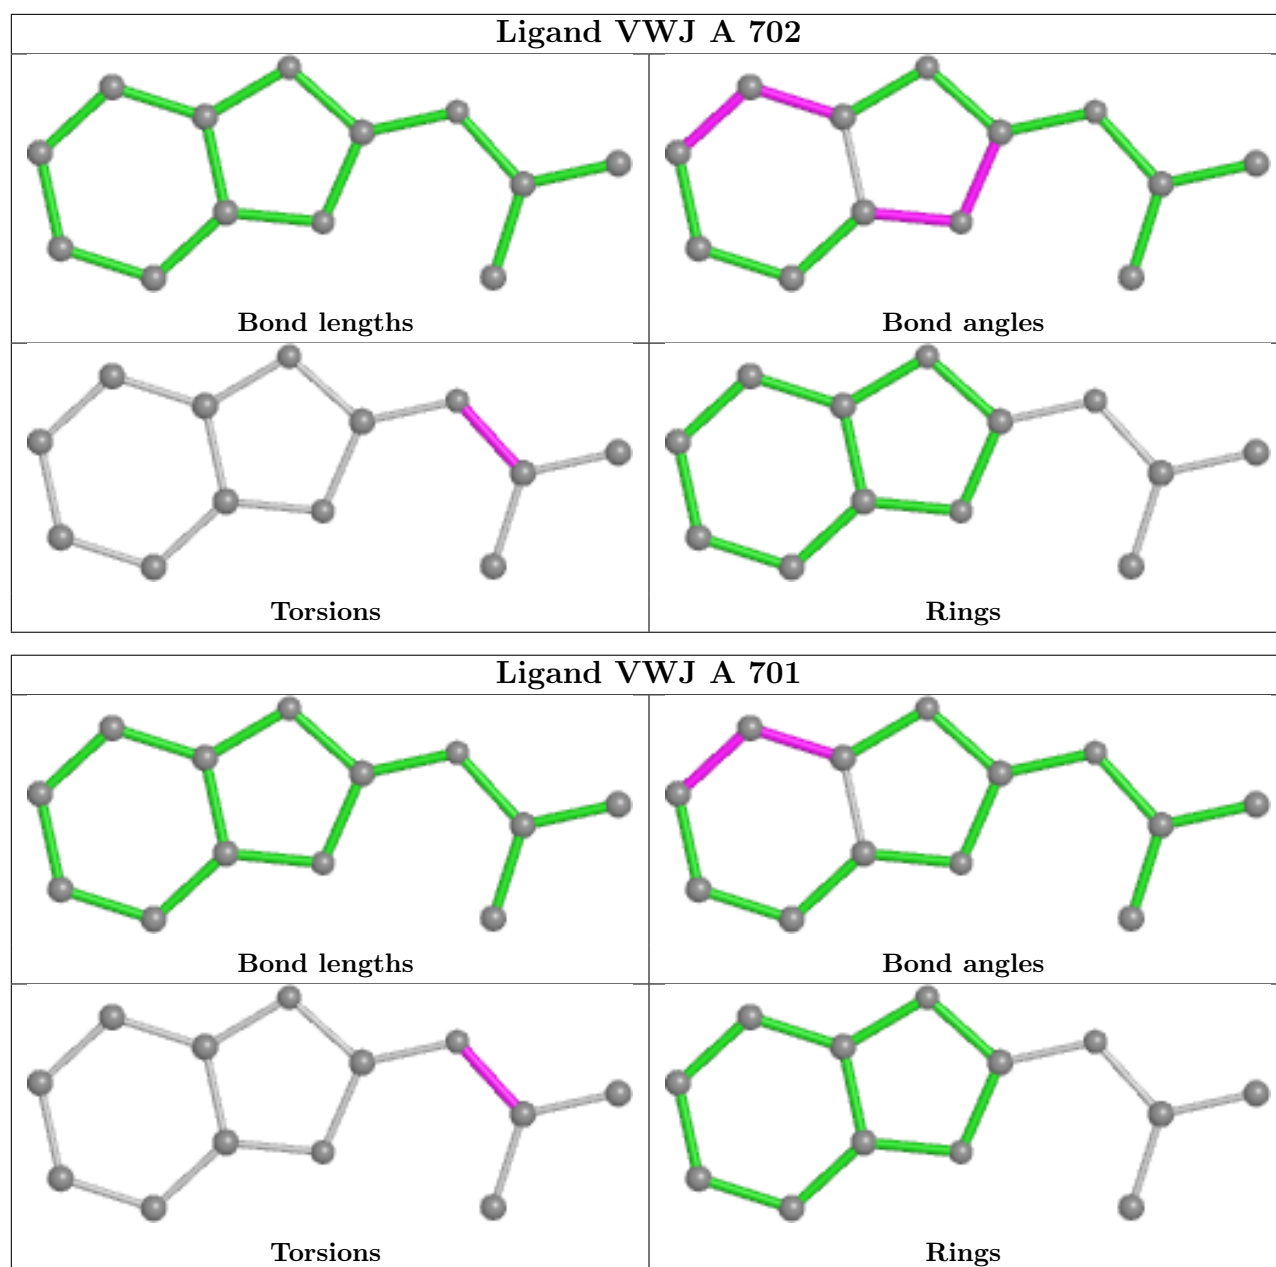 Ligand VWJ A 702
Bond lengths
Bond angles
Torsions
Rings
Ligand VWJ A 701
Bond lengths
Bond angles
Torsions
Rings